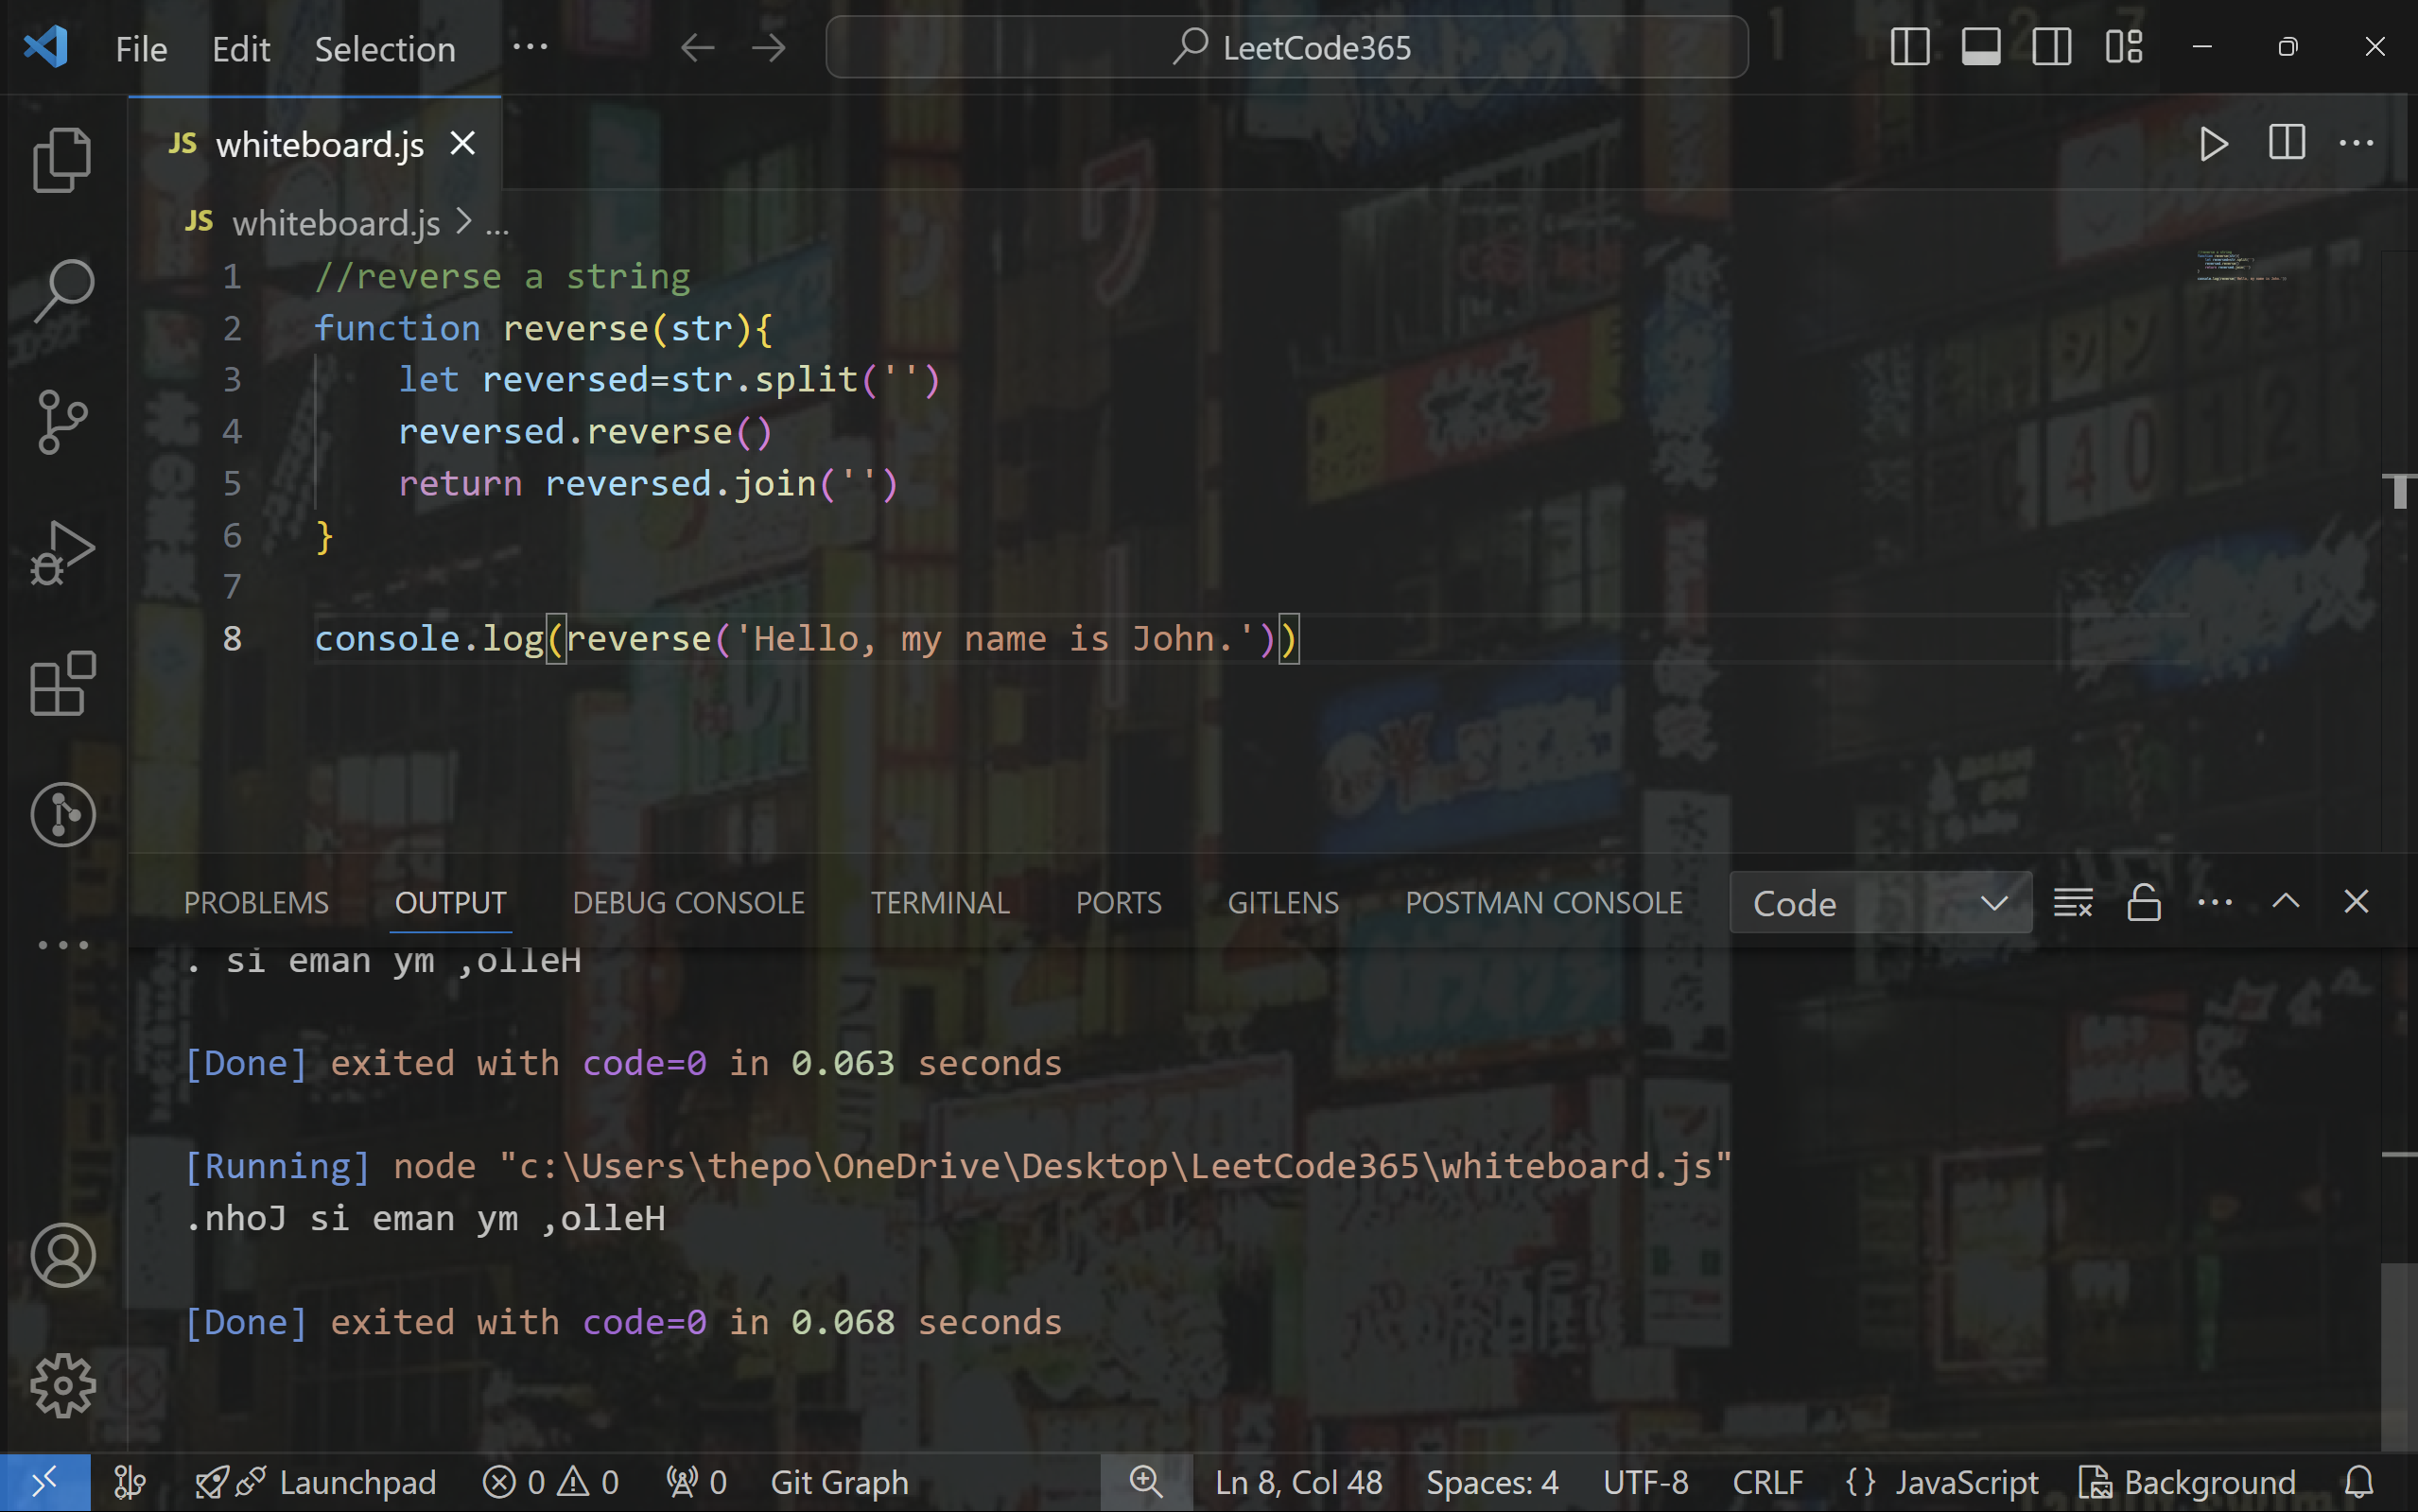 File Edit Selection ··· LeetCode365
JS whiteboard.js
JS whiteboard.js > ...
1 //reverse a string
2 function reverse(str){
3     let reversed=str.split('')
4     reversed.reverse()
5     return reversed.join('')
6 }
7
8 console.log(reverse('Hello, my name is John.'))
PROBLEMS OUTPUT DEBUG CONSOLE TERMINAL PORTS GITLENS POSTMAN CONSOLE Code
. si eman ym ,olleH
[Done] exited with code=0 in 0.063 seconds
[Running] node "c:\Users\thepo\OneDrive\Desktop\LeetCode365\whiteboard.js"
.nhoJ si eman ym ,olleH
[Done] exited with code=0 in 0.068 seconds
Launchpad 0 0 0 Git Graph Ln 8, Col 48 Spaces: 4 UTF-8 CRLF {} JavaScript Background